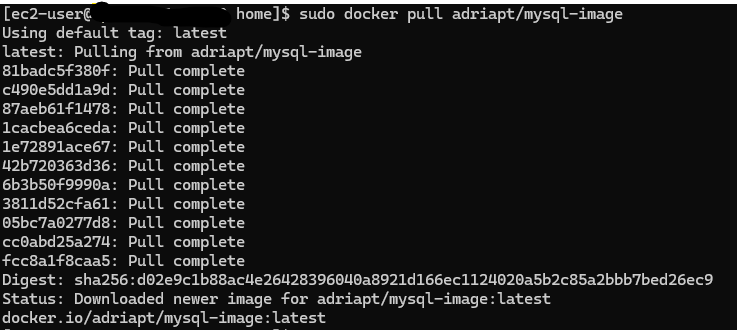 [ec2-user@ home]$ sudo docker pull adriapt/mysql-image
Using default tag: latest
latest: Pulling from adriapt/mysql-image
81badc5f380f: Pull complete
c490e5dd1a9d: Pull complete
87aeb61f1478: Pull complete
1cacbea6ceda: Pull complete
1e72891ace67: Pull complete
42b720363d36: Pull complete
6b3b50f9990a: Pull complete
3811d52cfa61: Pull complete
05bc7a0277d8: Pull complete
cc0abd25a274: Pull complete
fcc8a1f8caa5: Pull complete
Digest: sha256:d02e9c1b88ac4e26428396040a8921d166ec1124020a5b2c85a2bbb7bed26ec9
Status: Downloaded newer image for adriapt/mysql-image:latest
docker.io/adriapt/mysql-image:latest